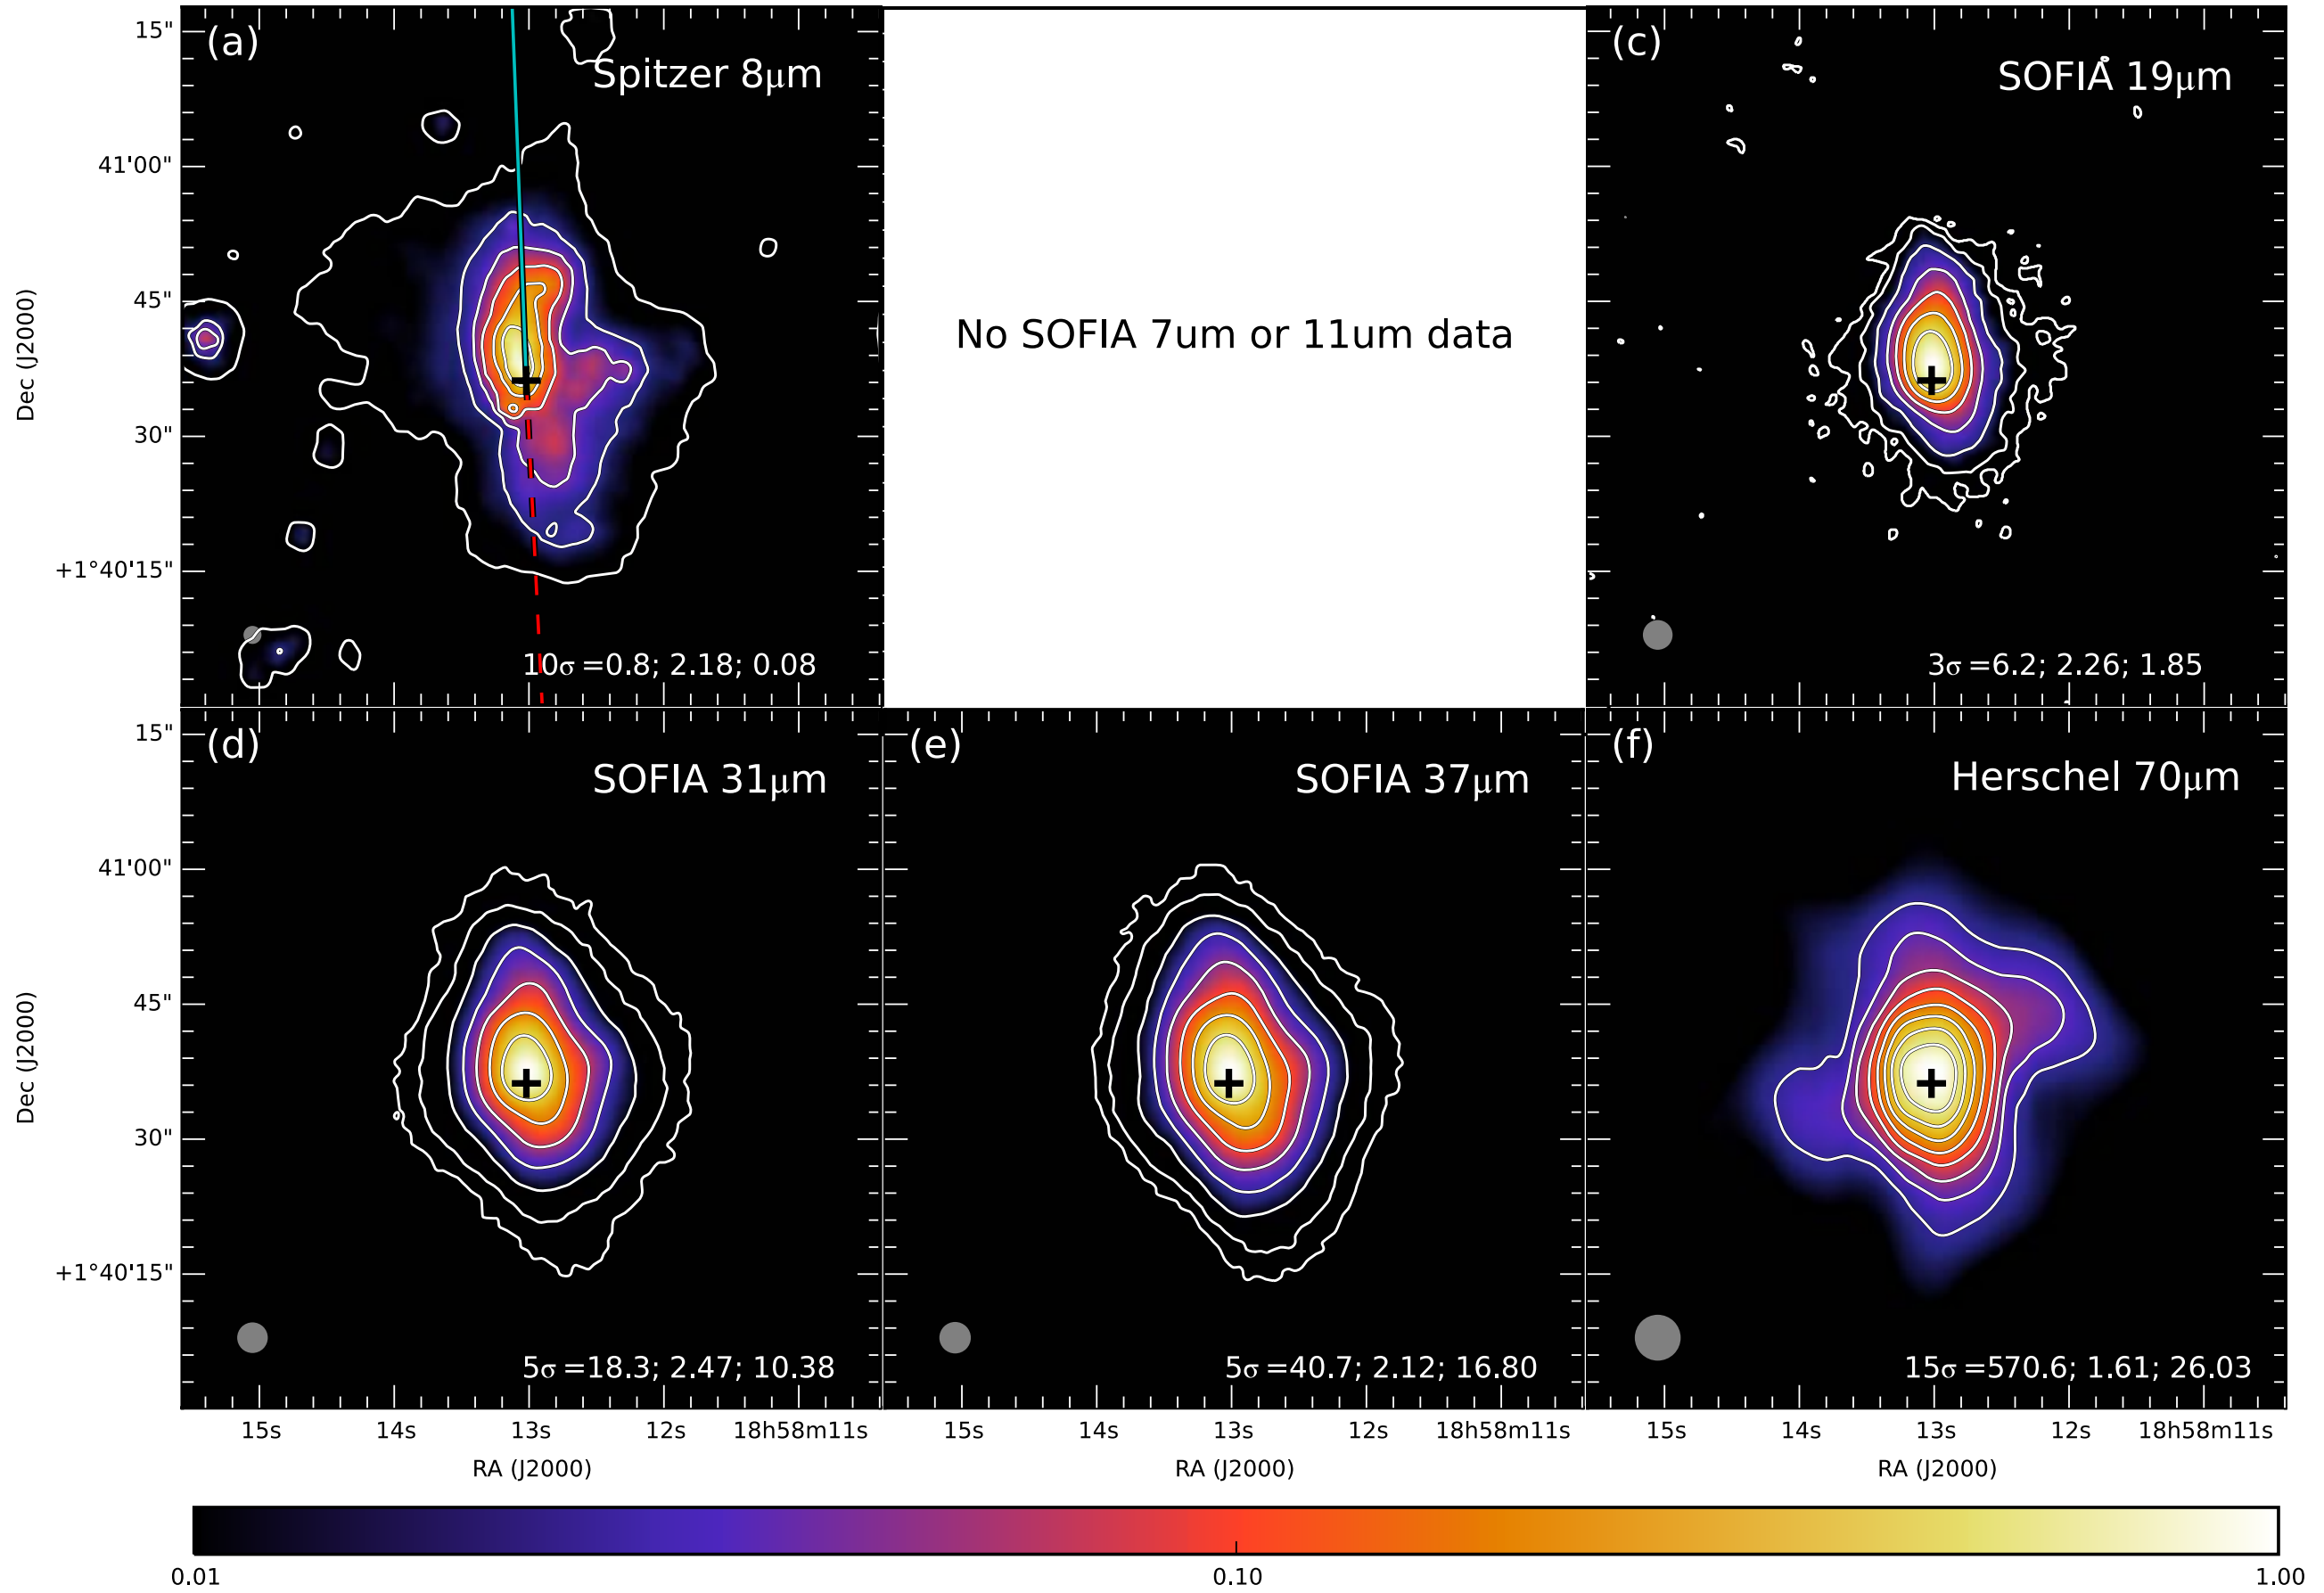 (a)
Spitzer 8μm
15"
41'00"
45"
30"
+1°40'15"
Dec (J2000)
10σ=0.8; 2.18; 0.08
No SOFIA 7um or 11um data
(c)
SOFIA 19μm
3σ=6.2; 2.26; 1.85
(d)
SOFIA 31μm
15"
41'00"
45"
30"
+1°40'15"
Dec (J2000)
5σ=18.3; 2.47; 10.38
15s 14s 13s 12s 18h58m11s
RA (J2000)
(e)
SOFIA 37μm
5σ=40.7; 2.12; 16.80
15s 14s 13s 12s 18h58m11s
RA (J2000)
(f)
Herschel 70μm
15σ=570.6; 1.61; 26.03
15s 14s 13s 12s 18h58m11s
RA (J2000)
0.01 0.10 1.00